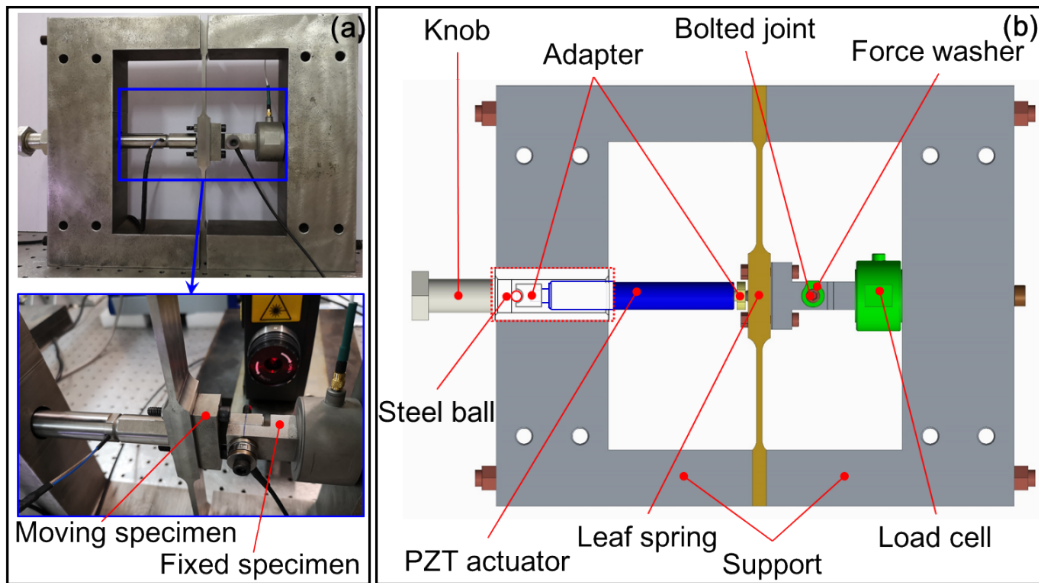 (a)
Moving specimen
Fixed specimen
(b)
Knob
Adapter
Bolted joint
Force washer
Steel ball
PZT actuator
Leaf spring
Support
Load cell